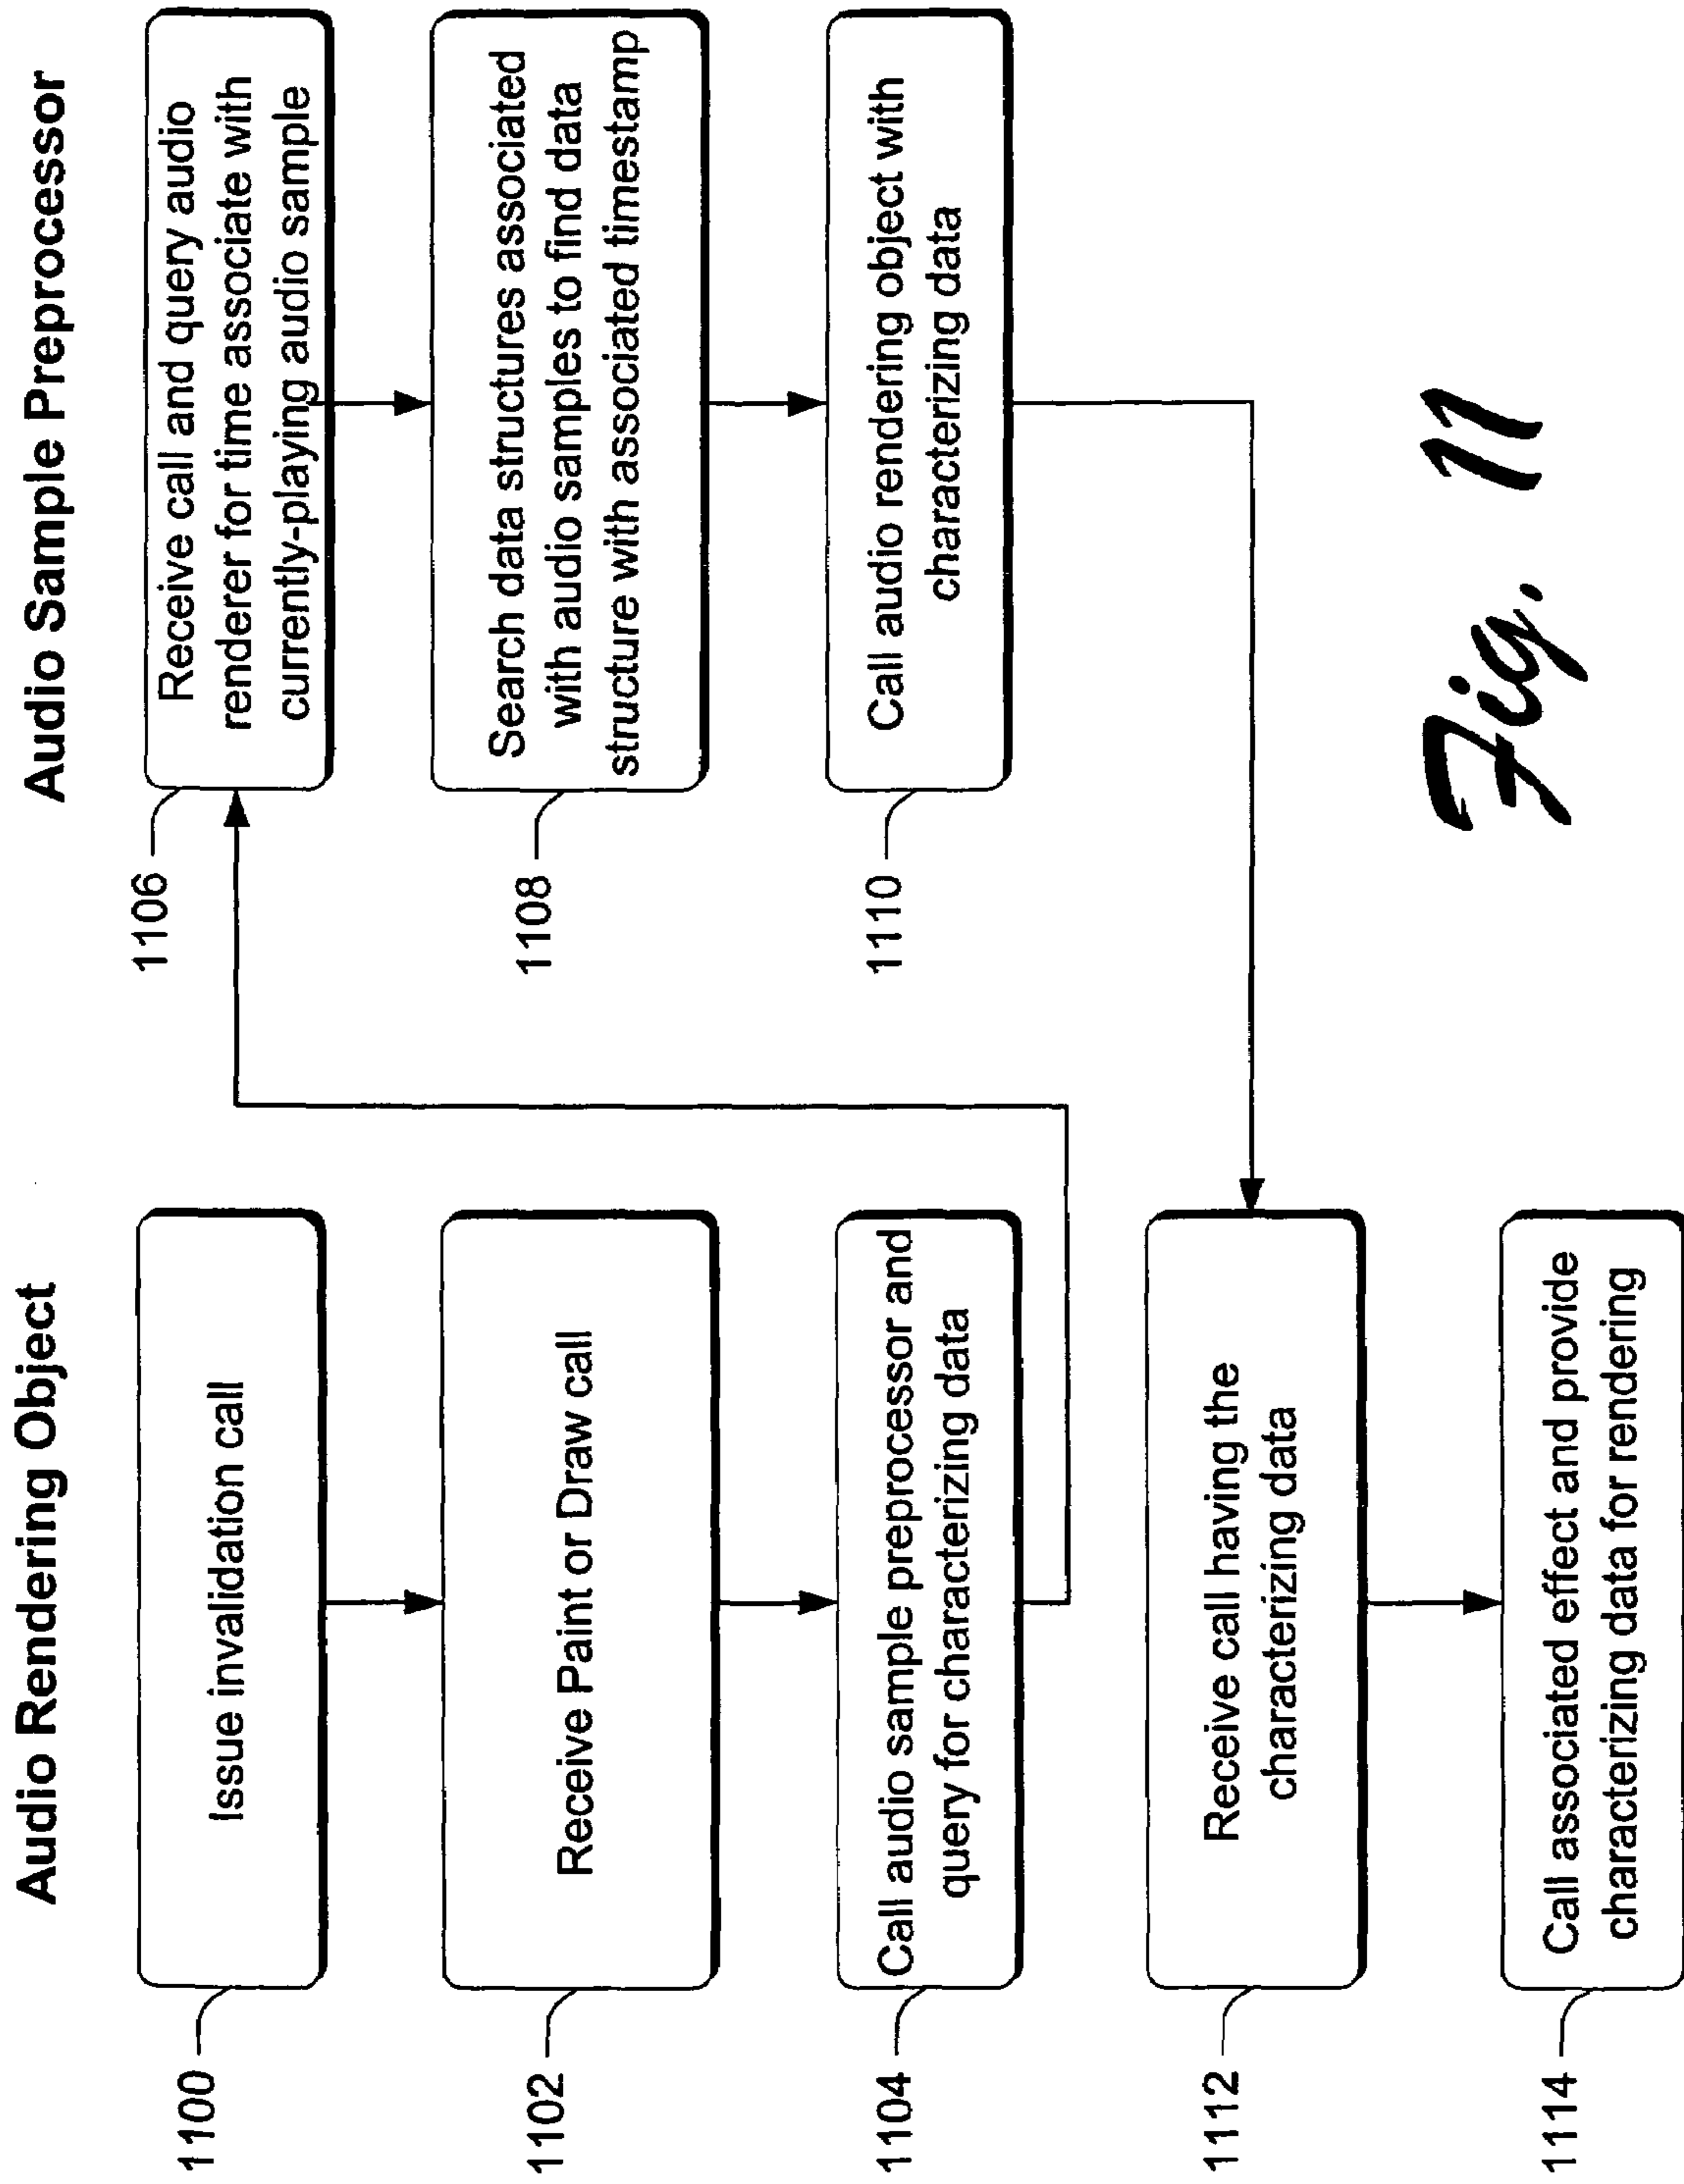 Audio Rendering Object
1100
Issue invalidation call
1102
Receive Paint or Draw call
1104
Call audio sample preprocessor and
query for characterizing data
1112
Receive call having the
characterizing data
1114
Call associated effect and provide
characterizing data for rendering
Audio Sample Preprocessor
1106
Receive call and query audio
renderer for time associate with
currently-playing audio sample
1108
Search data structures associated
with audio samples to find data
structure with associated timestamp
1110
Call audio rendering object with
characterizing data
Fig. 11